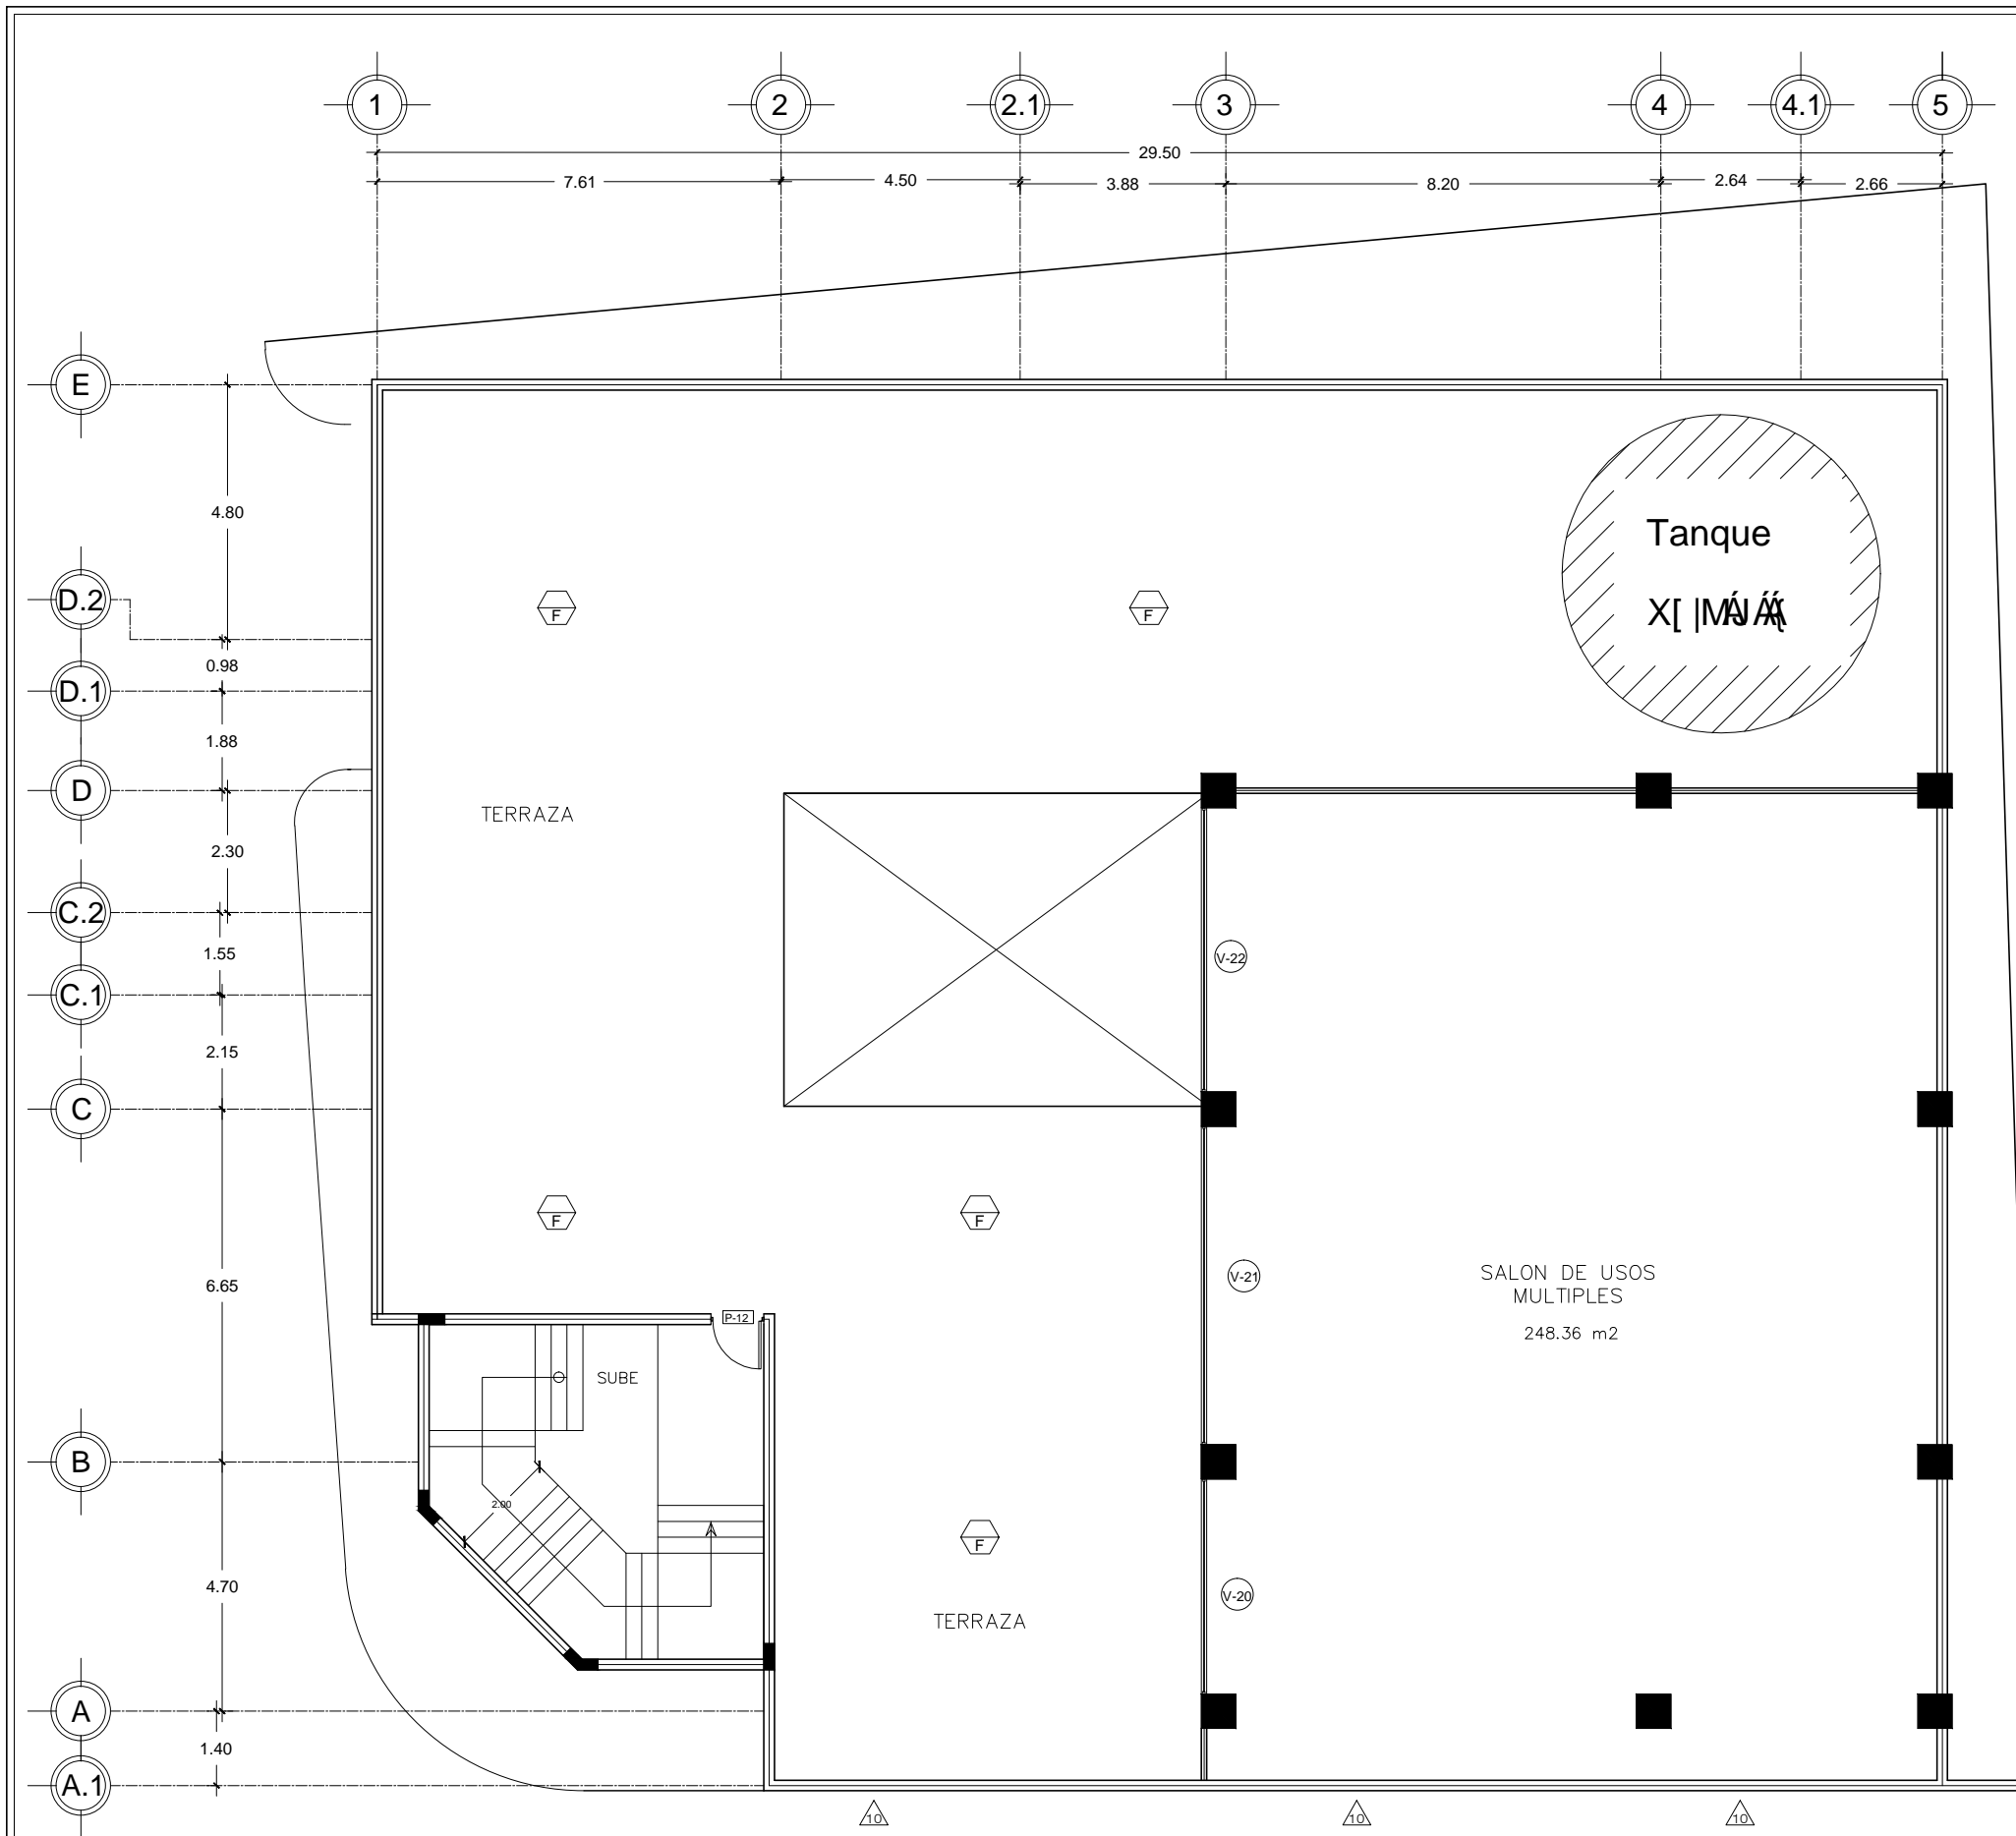 1 2 2.1 3 4 4.1 5
29.50
7.61 4.50 3.88 8.20 2.64 2.66
E
4.80
Tanque
D.2
F F
0.98
D.1
1.88
D
TERRAZA
2.30
C.2
1.55
V-22
C.1
2.15
C
F F
6.65
V-21
SALON DE USOS
MULTIPLES
248.36 m2
P-12
SUBE
B
2.00
F
4.70
V-20
TERRAZA
A
1.40
A.1
10 10 10